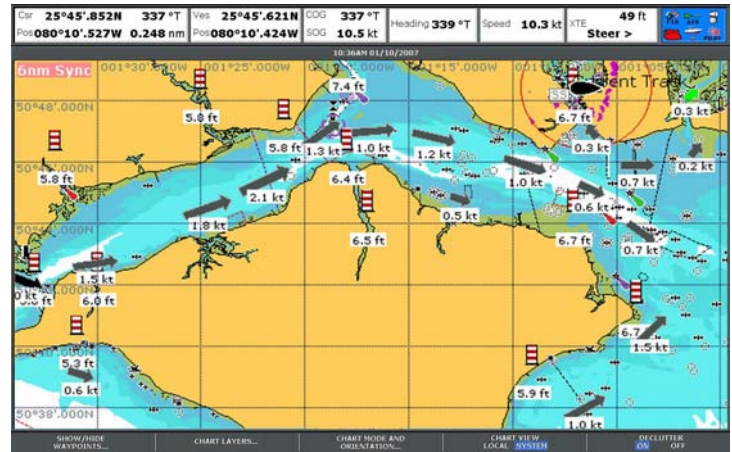 Csr 25°45'.852N 337 °T
Pos 080°10'.527W 0.248 nm
Ves 25°45'.621N
Pos 080°10'.424W
COG 337 °T
SOG 10.5 kt
Heading 339 °T
Speed 10.3 kt
XTE 49 ft
Steer >
10:36AM 01/10/2007
6nm Sync
001°30'
001°25'.000W
001°15'.000W
50°48'.000N
7.4 ft
5.8 ft
6.7 ft
0.3 kt
5.8 ft
1.3 kt
1.0 kt
1.2 kt
0.3 kt
0.2 kt
5.8 ft
6.4 ft
1.0 kt
0.7 kt
2.1 kt
0.6 kt
1.8 kt
0.5 kt
6.5 ft
6.7 ft
0.7 kt
1.5 kt
6.0 ft
5.3 ft
6.7
1.5 kt
0.6 kt
5.9 ft
50°38'.000N
1.0 kt
SHOW/HIDE WAYPOINTS...
CHART LAYERS...
CHART MODE AND ORIENTATION...
CHART VIEW
LOCAL SYSTEM
DECLUTTER
ON OFF